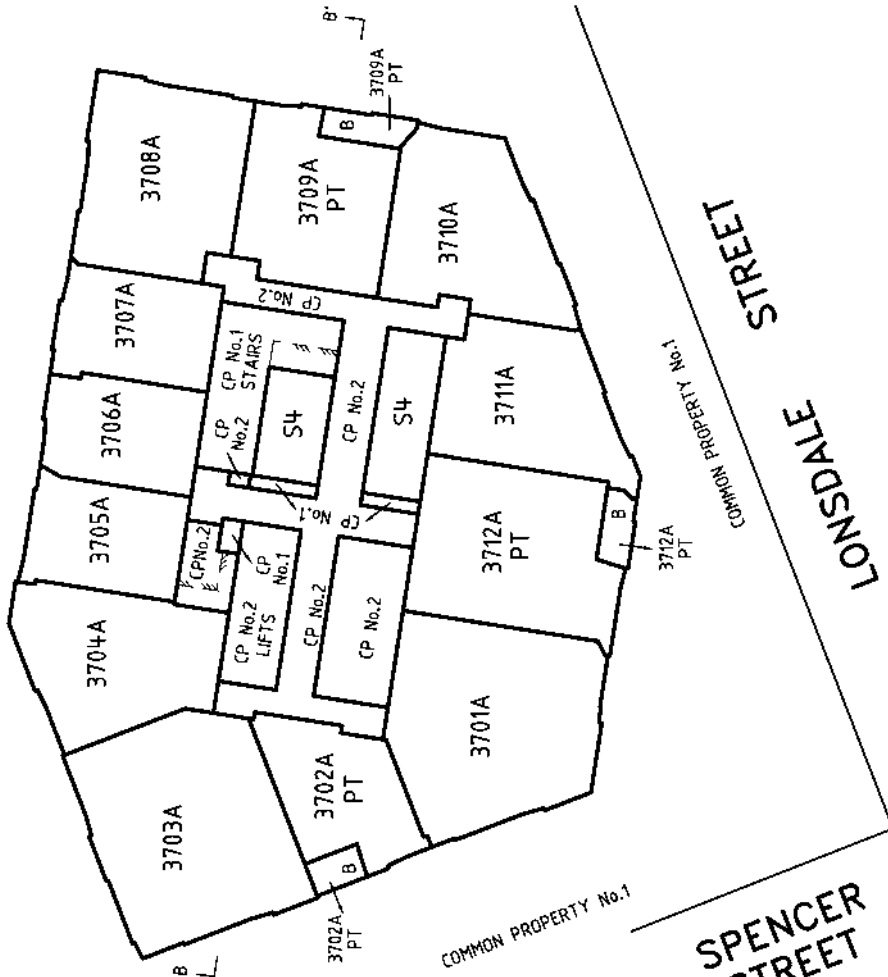 B'
3709A
PT
3708A
B
3709A
PT
3710A
3707A
CP No.2
CP No.1
STAIRS
3706A
CP
No.2
S4
CP No.2
S4
3711A
STREET
COMMON PROPERTY No.1
LONSDALE
3705A
CPNo.2
CP
No.1
CP No.1
3712A
PT
B
3712A
PT
3704A
CP No.2
LIFTS
CP No.2
CP No.2
3701A
3703A
3702A
PT
B
3702A
PT
B
COMMON PROPERTY No.1
SPENCER
STREET